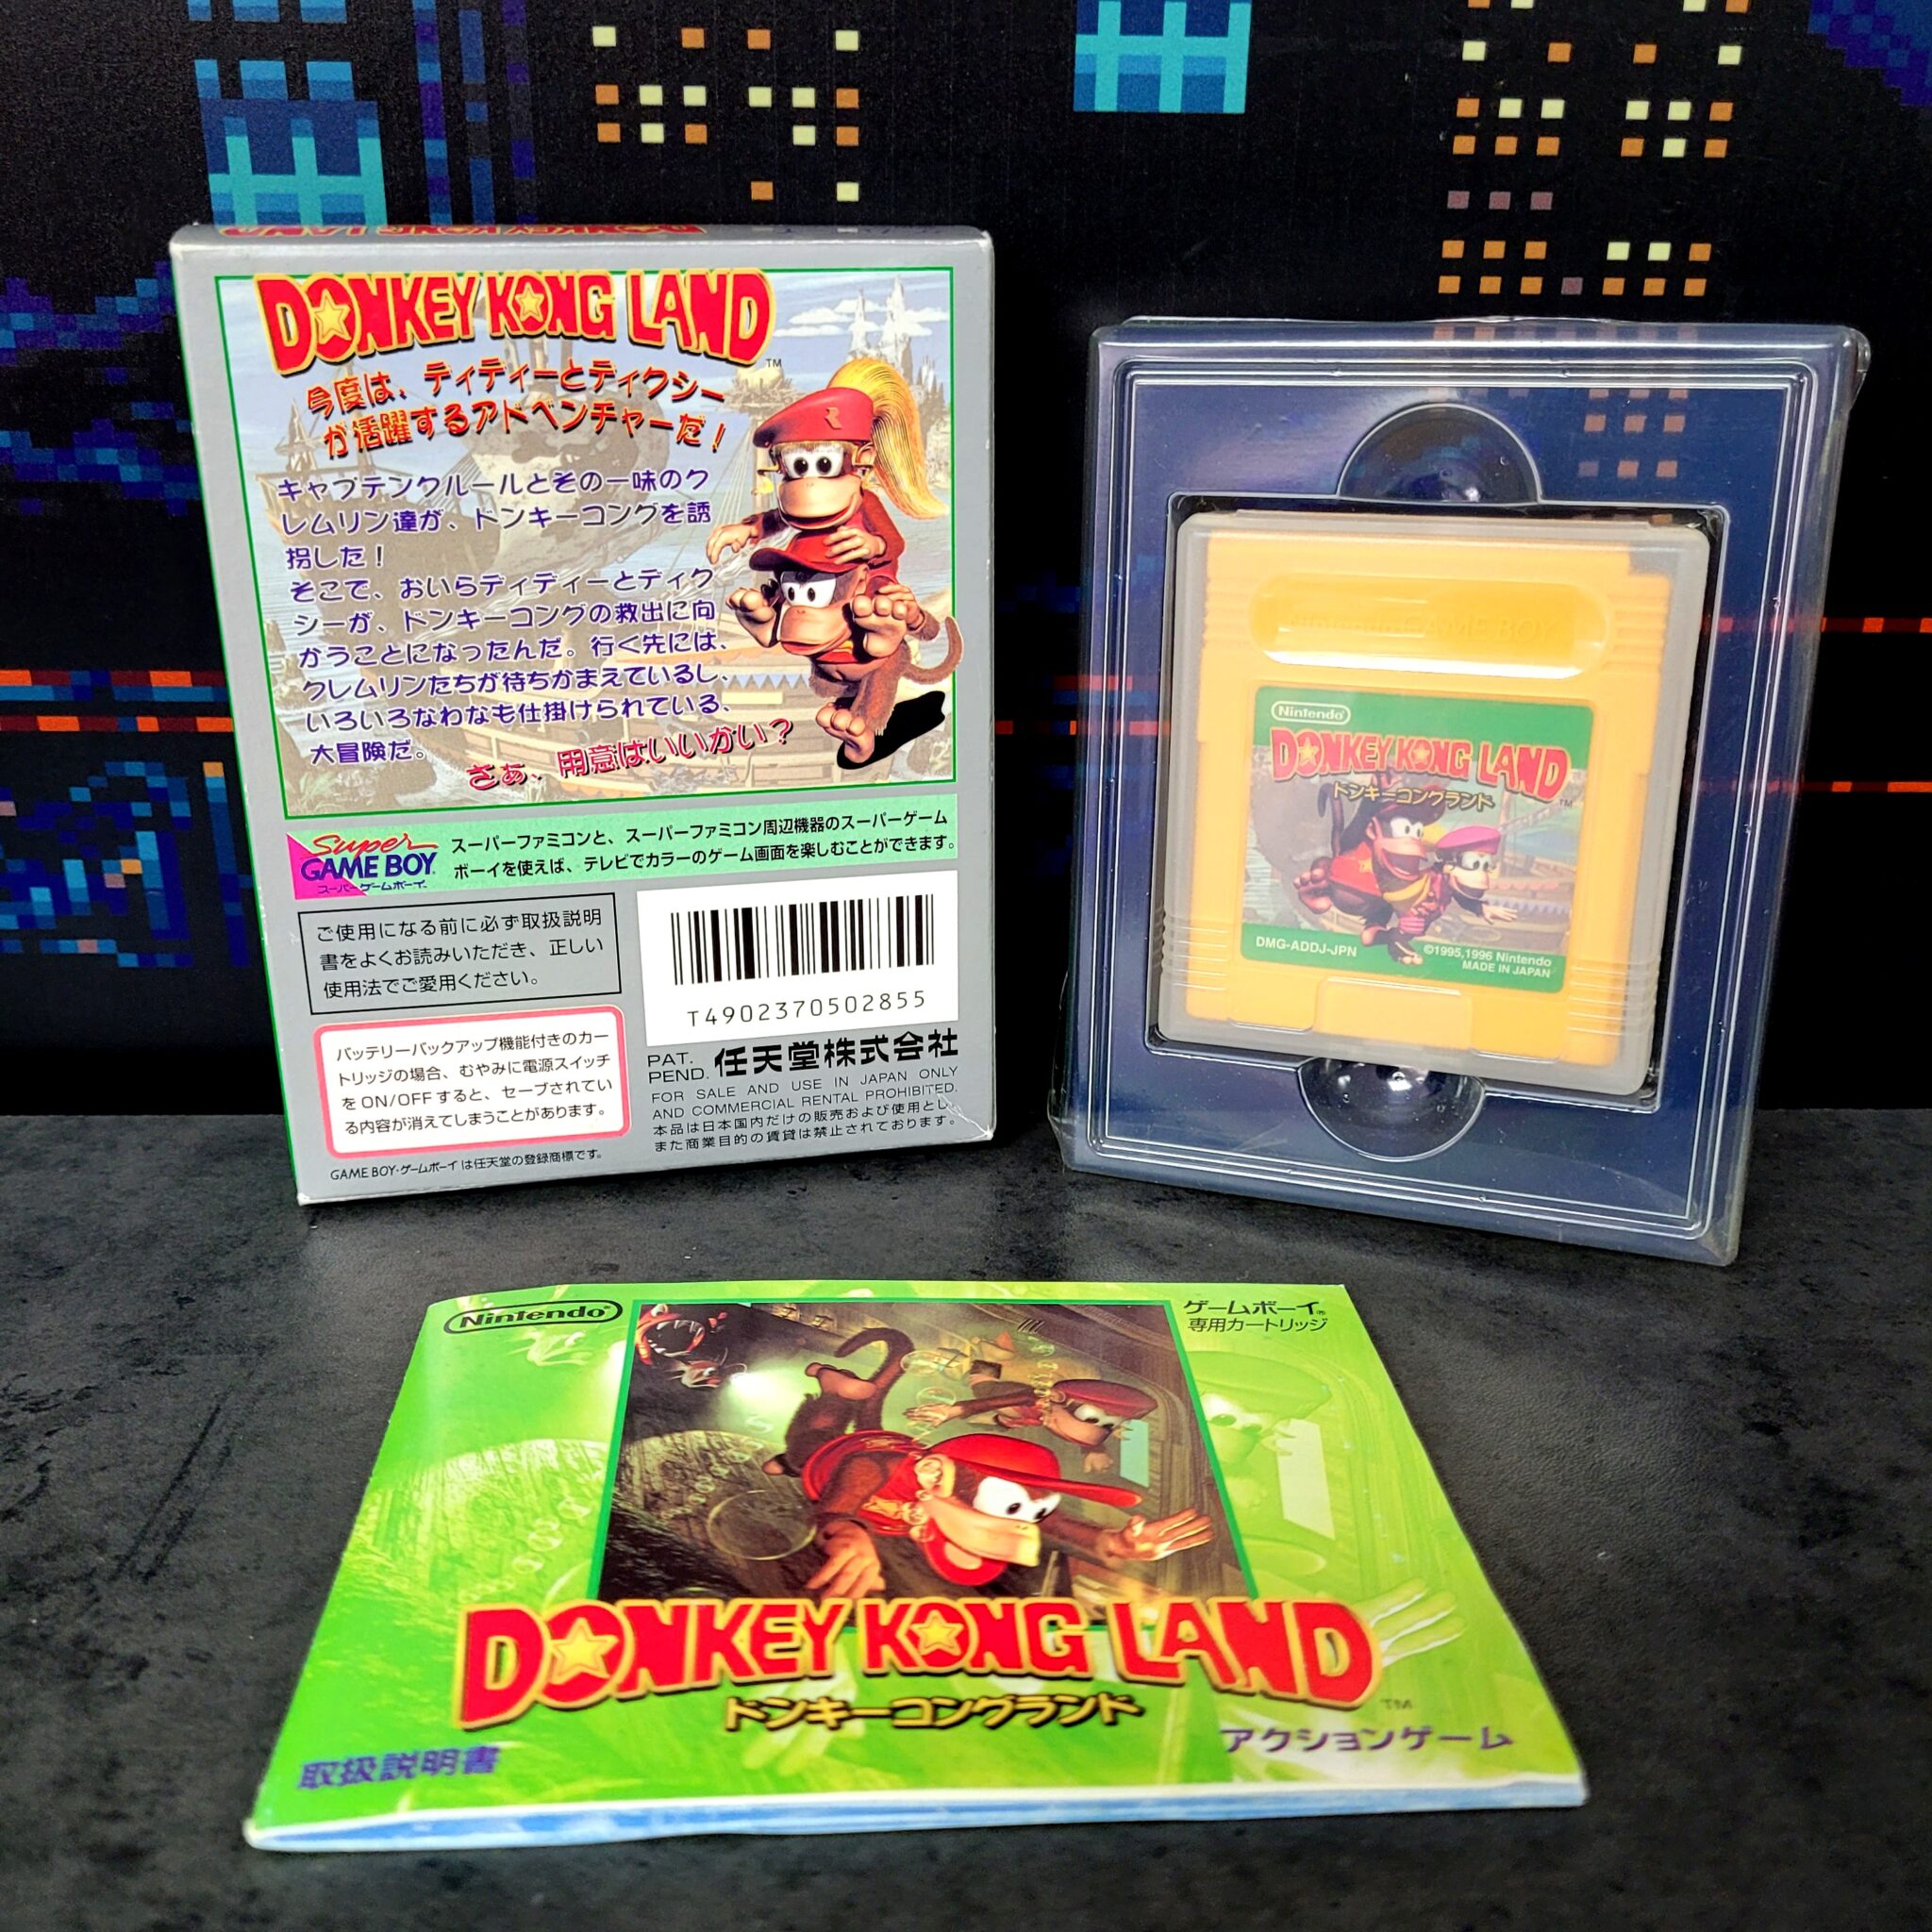 DONKEY KONG LAND
DONKEY KONG LAND
TM
今度は、ディディーとディクシー
が活躍するアドベンチャーだ！
キャプテンクルールとその一味のク
レムリン達が、ドンキーコングを誘
拐した！
そこで、おいらディディーとディク
シーが、ドンキーコングの救出に向
かうことになったんだ。行く先には、
クレムリンたちが待ちかまえているし、
いろいろなわなも仕掛けられている、
大冒険だ。
さぁ、用意はいいかい？
Super
GAME BOY
スーパーゲームボーイ
スーパーファミコンと、スーパーファミコン周辺機器のスーパーゲーム
ボーイを使えば、テレビでカラーのゲーム画面を楽しむことができます。
ご使用になる前に必ず取扱説明
書をよくお読みいただき、正しい
使用法でご愛用ください。
バッテリーバックアップ機能付きのカー
トリッジの場合、むやみに電源スイッチ
をON/OFFすると、セーブされてい
る内容が消えてしまうことがあります。
GAME BOY・ゲームボーイは任天堂の登録商標です。
T4902370502855
PAT.
PEND. 任天堂株式会社
FOR SALE AND USE IN JAPAN ONLY
AND COMMERCIAL RENTAL PROHIBITED.
本品は日本国内だけの販売および使用とし、
また商業目的の賃貸は禁止されております。
Nintendo GAME BOY
Nintendo®
DONKEY KONG LAND
TM
ドンキーコングランド
DMG-ADDJ-JPN
©1995,1996 Nintendo
MADE IN JAPAN
Nintendo®
ゲームボーイ®
専用カートリッジ
DONKEY KONG LAND
TM
ドンキーコングランド
アクションゲーム
取扱説明書